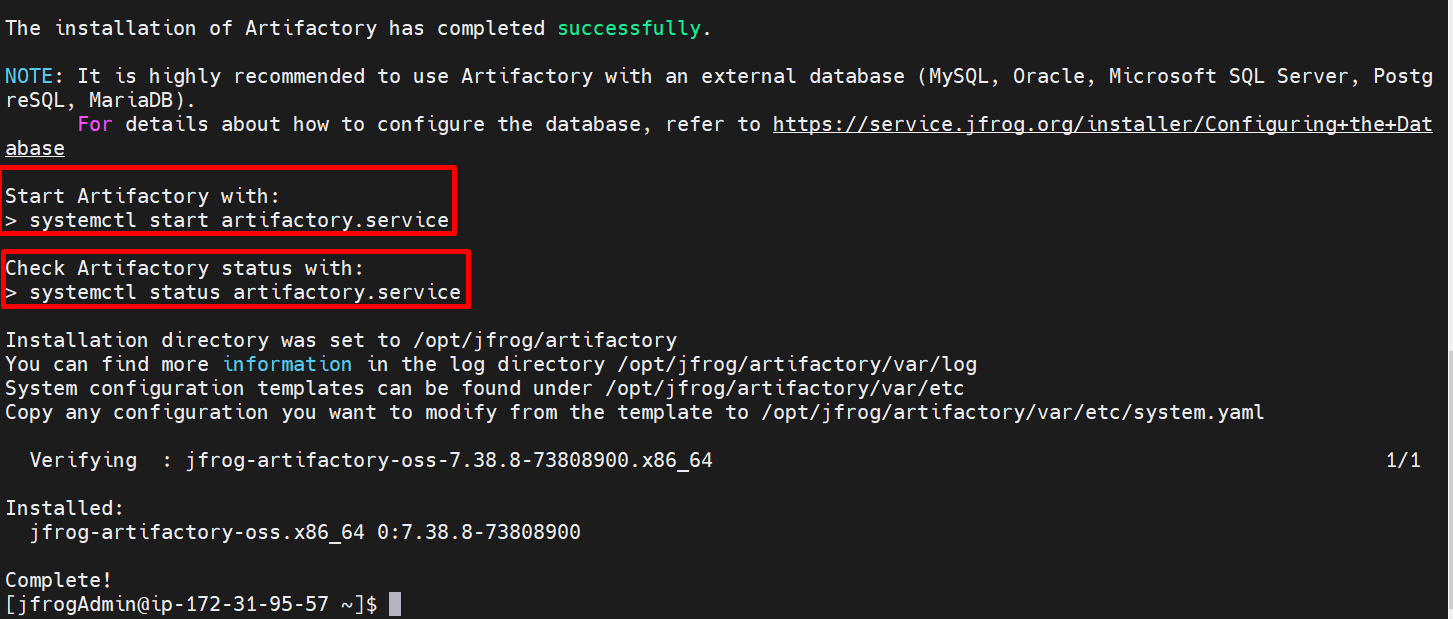 The installation of Artifactory has completed successfully.
NOTE: It is highly recommended to use Artifactory with an external database (MySQL, Oracle, Microsoft SQL Server, Postg
reSQL, MariaDB).
For details about how to configure the database, refer to https://service.jfrog.org/installer/Configuring+the+Dat
abase
Start Artifactory with:
> systemctl start artifactory.service
Check Artifactory status with:
> systemctl status artifactory.service
Installation directory was set to /opt/jfrog/artifactory
You can find more information in the log directory /opt/jfrog/artifactory/var/log
System configuration templates can be found under /opt/jfrog/artifactory/var/etc
Copy any configuration you want to modify from the template to /opt/jfrog/artifactory/var/etc/system.yaml
Verifying  : jfrog-artifactory-oss-7.38.8-73808900.x86_64 1/1
Installed:
jfrog-artifactory-oss.x86_64 0:7.38.8-73808900
Complete!
[jfrogAdmin@ip-172-31-95-57 ~]$